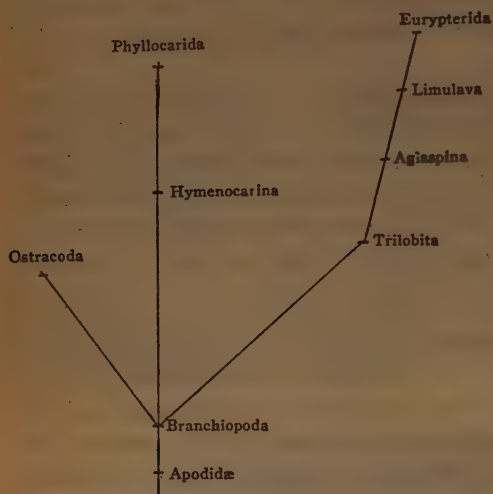 Eurypterida
Phyllocarida
Limulava
Agiaspina
Hymenocarina
Trilobita
Ostracoda
Branchiopoda
Apodidæ